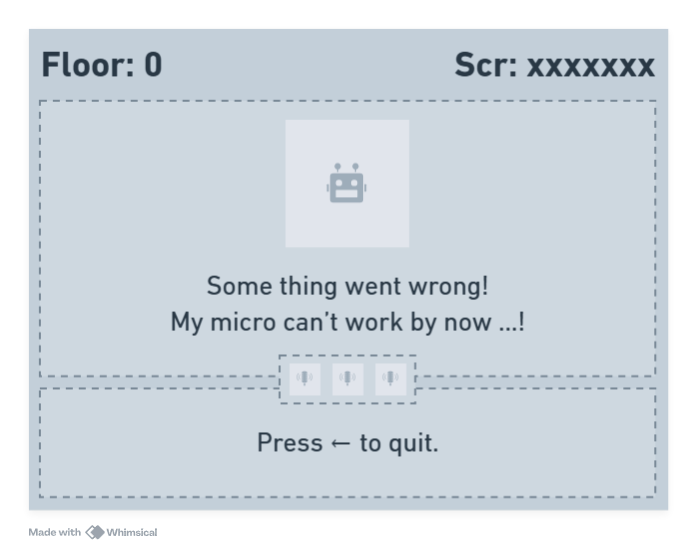 Floor: 0
Scr: xxxxxxx
Some thing went wrong!
My micro can't work by now ...!
Press ← to quit.
Made with Whimsical